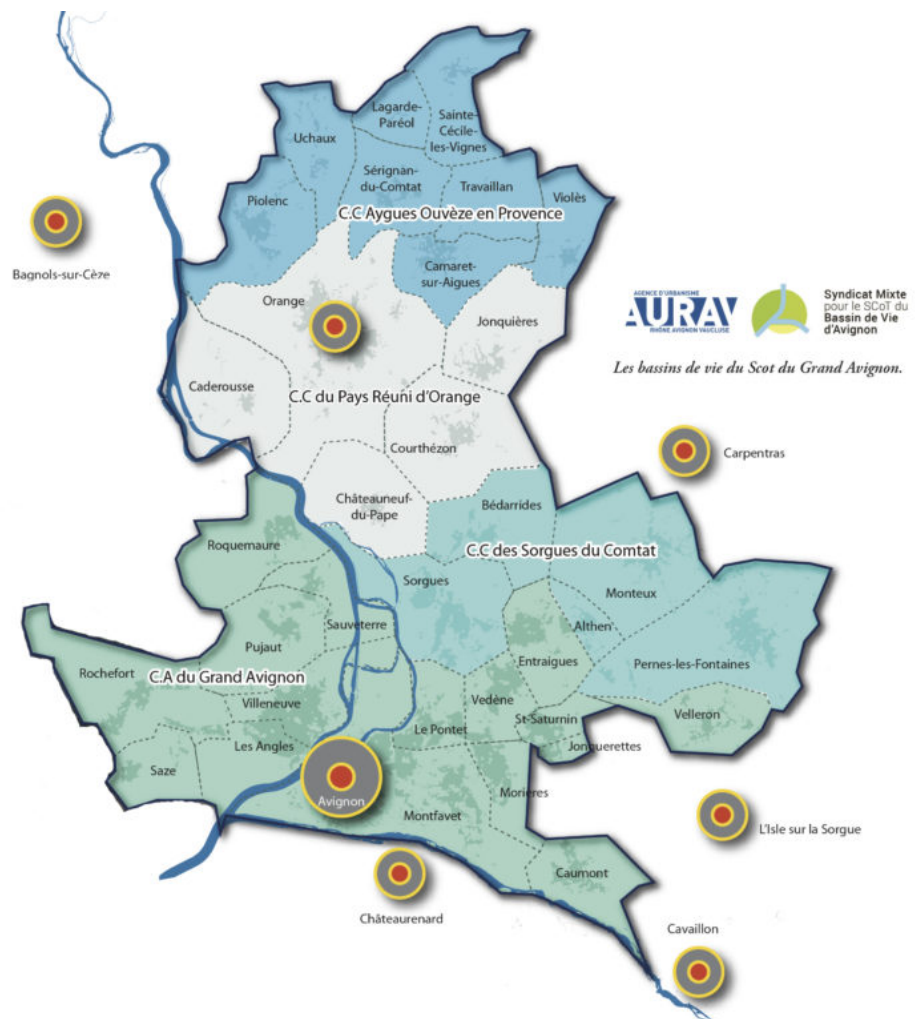 Lagarde-
Paréol
Sainte-
Cécile-
les-Vignes
Uchaux
Sérignan-
du-Comtat
Travaillan
Violès
Piolenc
C.C Aygues Ouvèze en Provence
Bagnols-sur-Cèze
Camaret-
sur-Aigues
Orange
Jonquières
AGENCE D'URBANISME
AURAV
RHÔNE AVIGNON VAUCLUSE
Syndicat Mixte
pour le SCoT du
Bassin de Vie
d'Avignon
Les bassins de vie du Scot du Grand Avignon.
Caderousse
C.C du Pays Réuni d'Orange
Courthézon
Carpentras
Châteauneuf-
du-Pape
Bédarrides
Roquemaure
C.C des Sorgues du Comtat
Sorgues
Monteux
Sauveterre
Althen
Pujaut
Entraigues
Pernes-les-Fontaines
Rochefort
C.A du Grand Avignon
Villeneuve
Vedène
Velleron
St-Saturnin
Le Pontet
Les Angles
Jonquerettes
Saze
Morières
Avignon
Montfavet
L'Isle sur la Sorgue
Caumont
Châteaurenard
Cavaillon